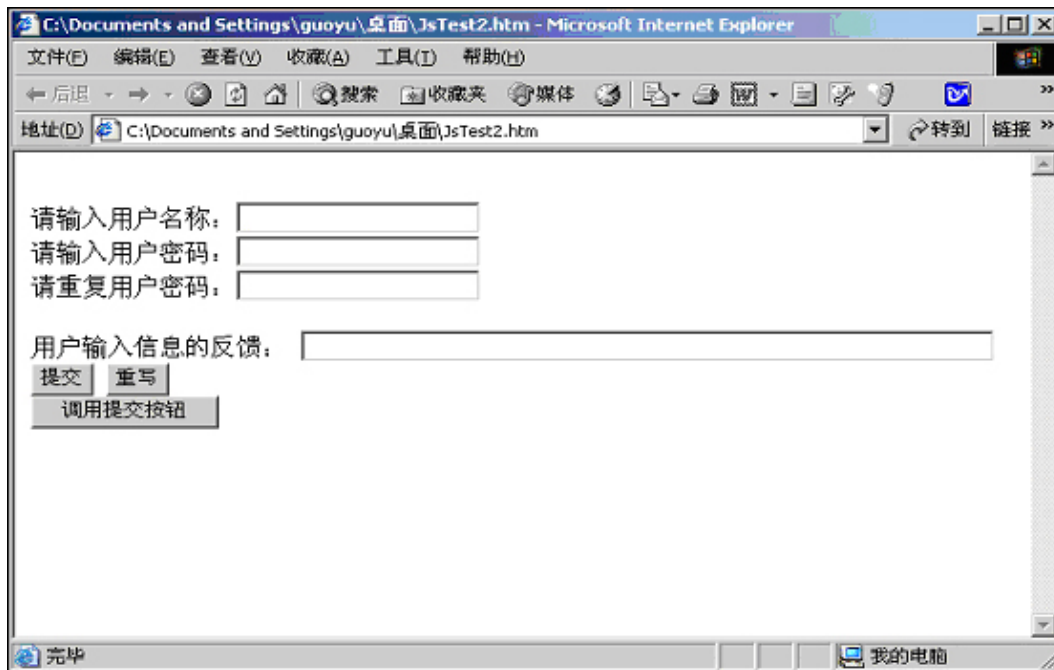 C:\Documents and Settings\guoyu\桌面\JsTest2.htm - Microsoft Internet Explorer
文件(F) 编辑(E) 查看(V) 收藏(A) 工具(T) 帮助(H)
后退 搜索 收藏夹 媒体
地址(D) C:\Documents and Settings\guoyu\桌面\JsTest2.htm 转到 链接 »
请输入用户名称：
请输入用户密码：
请重复用户密码：
用户输入信息的反馈：
提交 重写
调用提交按钮
完毕 我的电脑